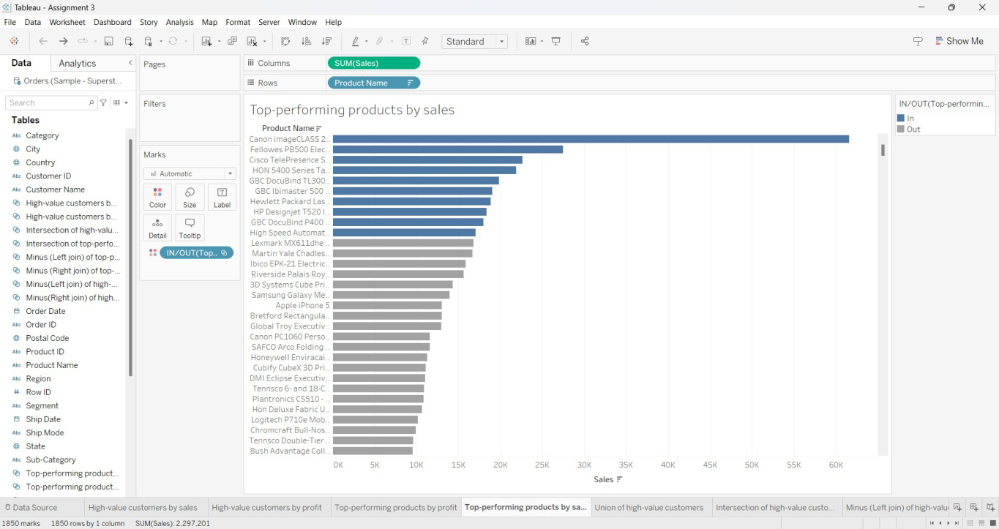 Tableau - Assignment 3
File Data Worksheet Dashboard Story Analysis Map Format Server Window Help
Standard
Show Me
Data Analytics
Orders (Sample - Superst...
Search
Tables
Abc Category
City
Country
Abc Customer ID
Abc Customer Name
High-value customers b...
High-value customers b...
Intersection of high-valu...
Intersection of top-perfo...
Minus (Left join) of top-p...
Minus (Right join) of top-...
Minus(Left join) of high-...
Minus(Right join) of high...
Order Date
Abc Order ID
Postal Code
Abc Product ID
Abc Product Name
Abc Region
# Row ID
Abc Segment
Ship Date
Abc Ship Mode
State
Abc Sub-Category
Top-performing product...
Top-performing product...
Pages
Filters
Marks
Automatic
Color Size Label
Detail Tooltip
IN/OUT(Top..
Columns SUM(Sales)
Rows Product Name
Top-performing products by sales
Product Name
Canon imageCLASS 2..
Fellowes PB500 Elec..
Cisco TelePresence S..
HON 5400 Series Ta..
GBC DocuBind TL300..
GBC Ibimaster 500 ..
Hewlett Packard Las..
HP Designjet T520 I..
GBC DocuBind P400 ..
High Speed Automat..
Lexmark MX611dhe ..
Martin Yale Chadles..
Ibico EPK-21 Electric..
Riverside Palais Roy..
3D Systems Cube Pri..
Samsung Galaxy Me..
Apple iPhone 5
Bretford Rectangula..
Global Troy Executiv..
Canon PC1060 Perso..
SAFCO Arco Folding ..
Honeywell Enviracai..
Cubify CubeX 3D Pri..
DMI Eclipse Executiv..
Tennsco 6- and 18-C..
Plantronics CS510 - ..
Hon Deluxe Fabric U..
Logitech P710e Mob..
Chromcraft Bull-Nos..
Tennsco Double-Tier ..
Bush Advantage Coll..
0K 5K 10K 15K 20K 25K 30K 35K 40K 45K 50K 55K 60K
Sales
IN/OUT(Top-performin...
In
Out
Data Source High-value customers by sales High-value customers by profit Top-performing products by profit Top-performing products by sa... Union of high-value customers Intersection of high-value custo... Minus (Left join) of high-valu
1850 marks 1850 rows by 1 column SUM(Sales): 2,297,201